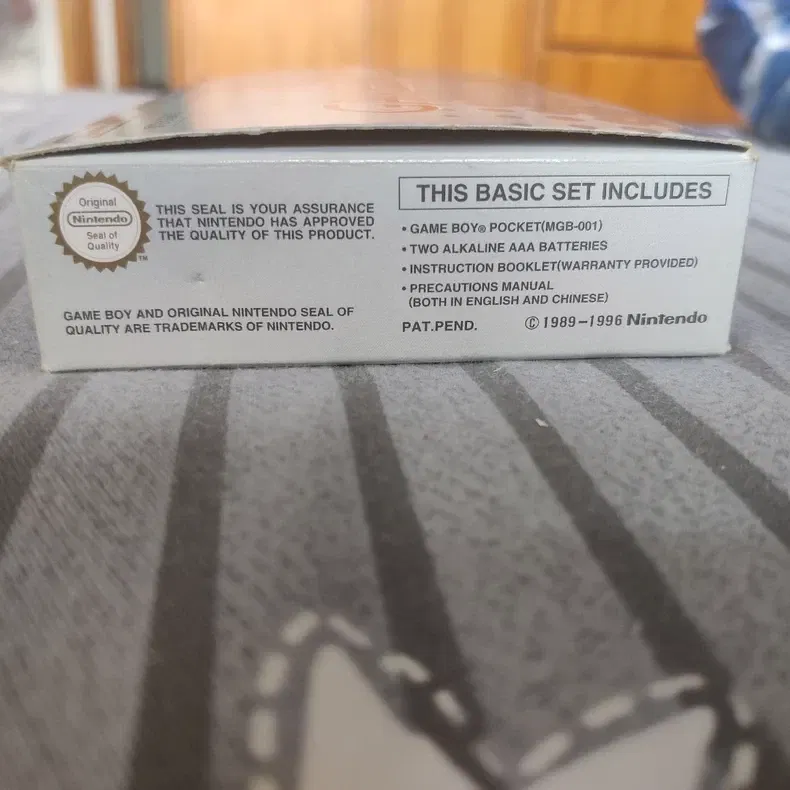 Original
Nintendo
Seal of
Quality
TM
THIS SEAL IS YOUR ASSURANCE
THAT NINTENDO HAS APPROVED
THE QUALITY OF THIS PRODUCT.
GAME BOY AND ORIGINAL NINTENDO SEAL OF
QUALITY ARE TRADEMARKS OF NINTENDO.
THIS BASIC SET INCLUDES
• GAME BOY® POCKET(MGB-001)
• TWO ALKALINE AAA BATTERIES
• INSTRUCTION BOOKLET(WARRANTY PROVIDED)
• PRECAUTIONS MANUAL
(BOTH IN ENGLISH AND CHINESE)
PAT.PEND. © 1989–1996 Nintendo